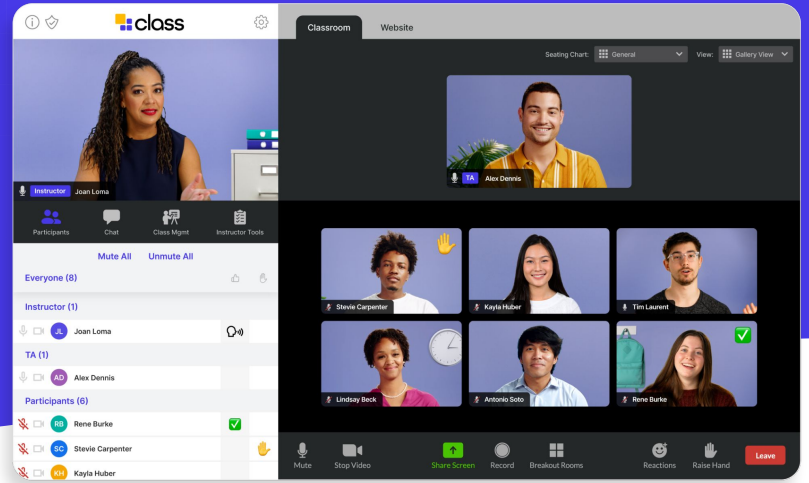 class
Instructor Joan Loma
Participants Chat Class Mgmt Instructor Tools
Mute All Unmute All
Everyone (8)
Instructor (1)
JL Joan Loma
TA (1)
AD Alex Dennis
Participants (6)
RB Rene Burke
SC Stevie Carpenter
KH Kayla Huber
Classroom Website
Seating Chart: General View: Gallery View
TA Alex Dennis
Stevie Carpenter Kayla Huber Tim Laurent
Lindsay Beck Antonio Soto Rene Burke
Mute Stop Video Share Screen Record Breakout Rooms Reactions Raise Hand Leave